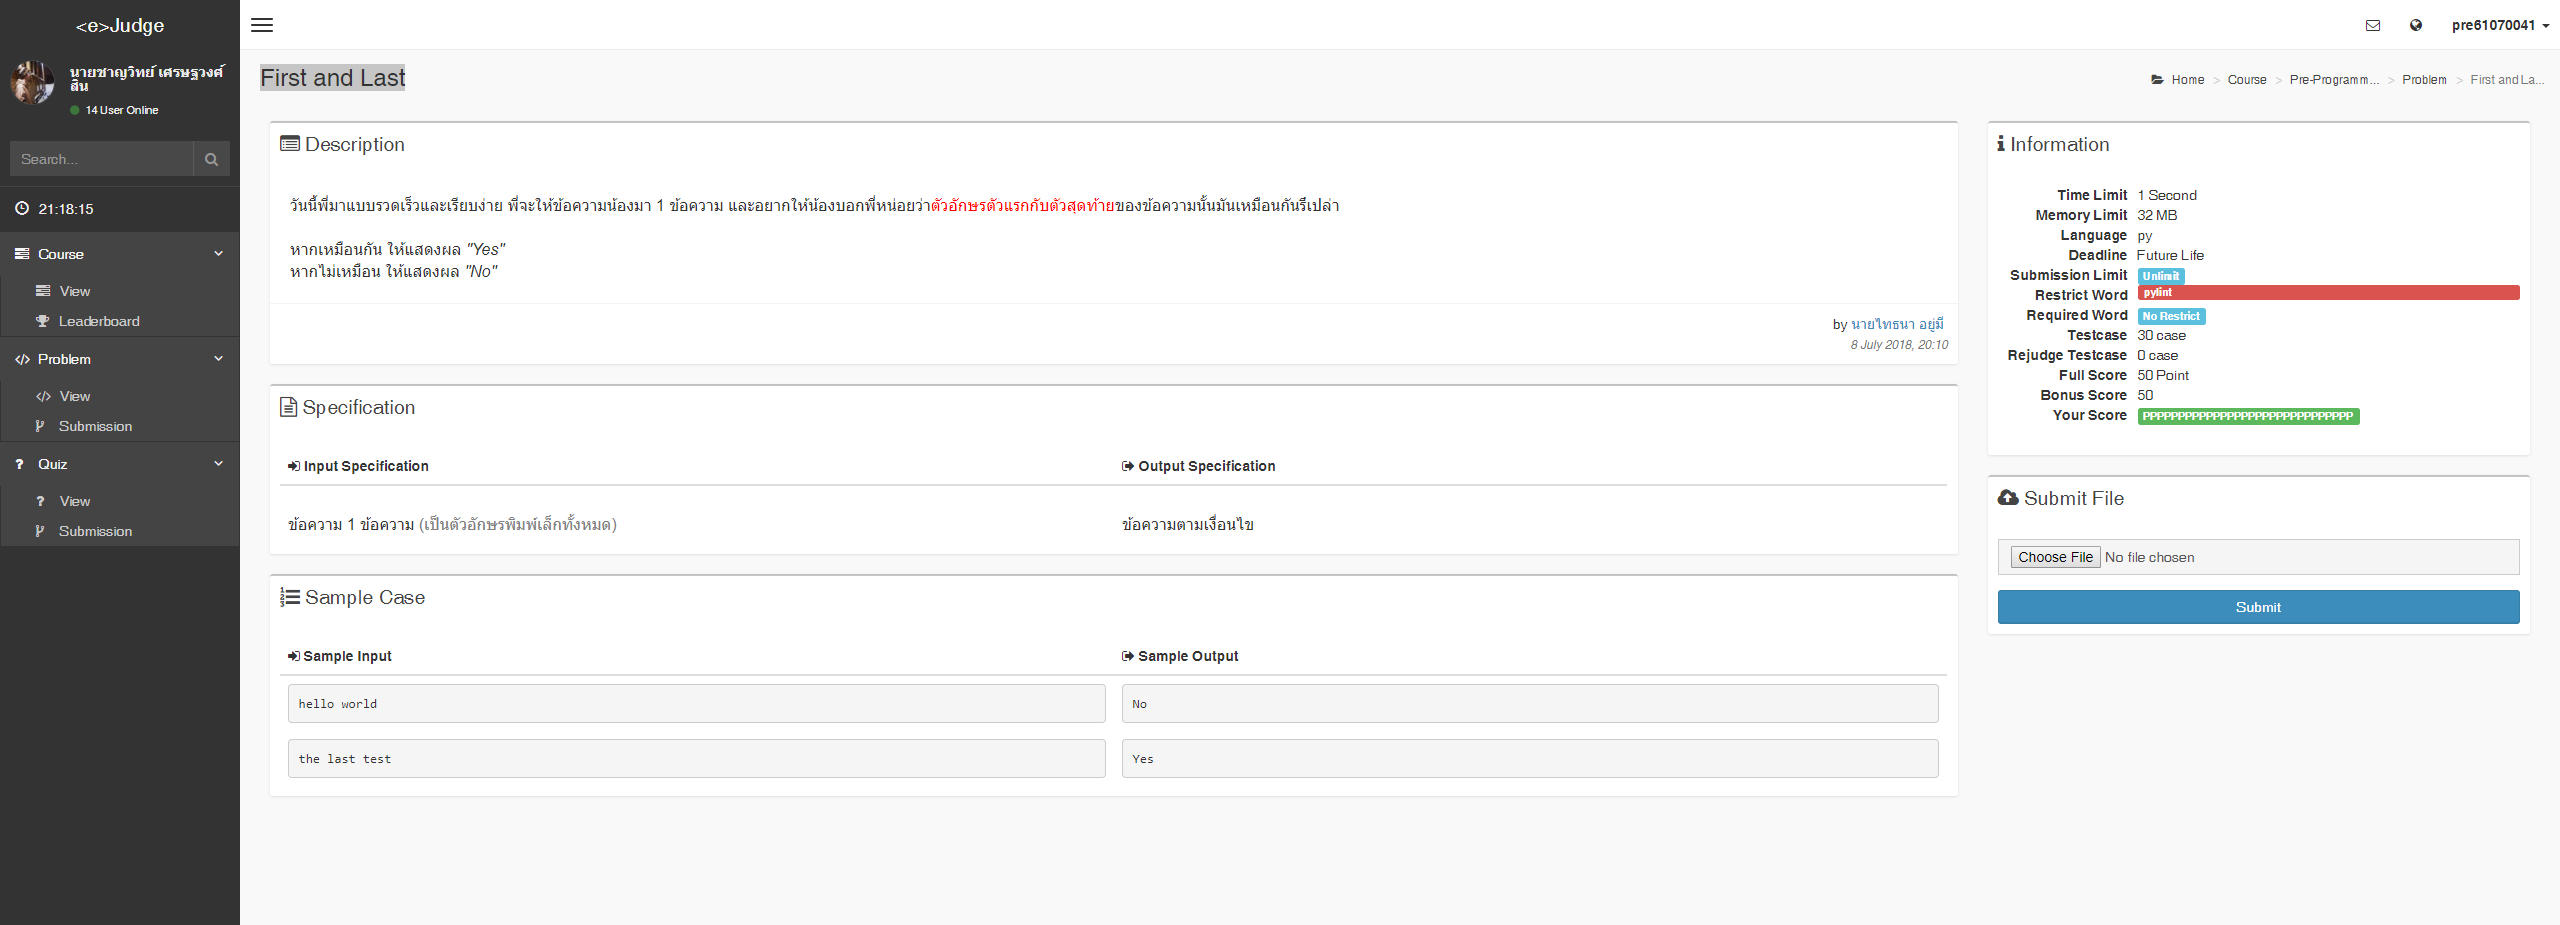 <e>Judge
นายชาญวิทย์ เศรษฐวงศ์
สิน
14 User Online
Search...
21:18:15
Course
View
Leaderboard
Problem
View
Submission
Quiz
View
Submission
pre61070041
First and Last
Home > Course > Pre-Programm... > Problem > First and La...
Description
วันนี้พี่มาแบบรวดเร็วและเรียบง่าย พี่จะให้ข้อความน้องมา 1 ข้อความ และอยากให้น้องบอกพี่หน่อยว่าตัวอักษรตัวแรกกับตัวสุดท้ายของข้อความนั้นมันเหมือนกันรึเปล่า
หากเหมือนกัน ให้แสดงผล "Yes"
หากไม่เหมือน ให้แสดงผล "No"
by นายไทธนา อยู่มี
8 July 2018, 20:10
Specification
Input Specification Output Specification
ข้อความ 1 ข้อความ (เป็นตัวอักษรพิมพ์เล็กทั้งหมด) ข้อความตามเงื่อนไข
Sample Case
Sample Input Sample Output
hello world No
the last test Yes
Information
Time Limit 1 Second
Memory Limit 32 MB
Language py
Deadline Future Life
Submission Limit Unlimit
Restrict Word pylint
Required Word No Restrict
Testcase 30 case
Rejudge Testcase 0 case
Full Score 50 Point
Bonus Score 50
Your Score PPPPPPPPPPPPPPPPPPPPPPPPPPPPPP
Submit File
Choose File No file chosen
Submit